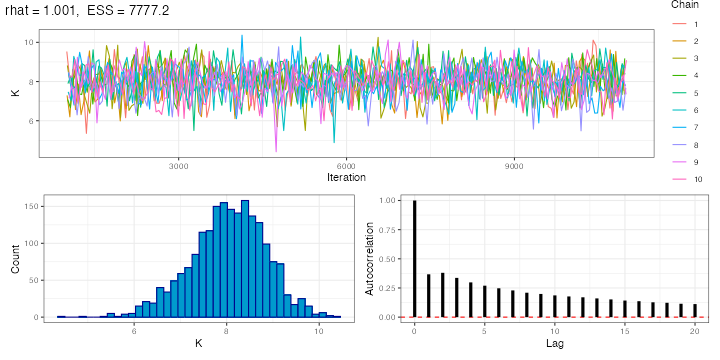 rhat = 1.001, ESS = 7777.2
Chain
1
2
3
4
5
6
7
8
9
10
K
10
8
6
3000 6000 9000
Iteration
Count
150
100
50
0
6 8 10
K
Autocorrelation
1.00
0.75
0.50
0.25
0.00
0 5 10 15 20
Lag